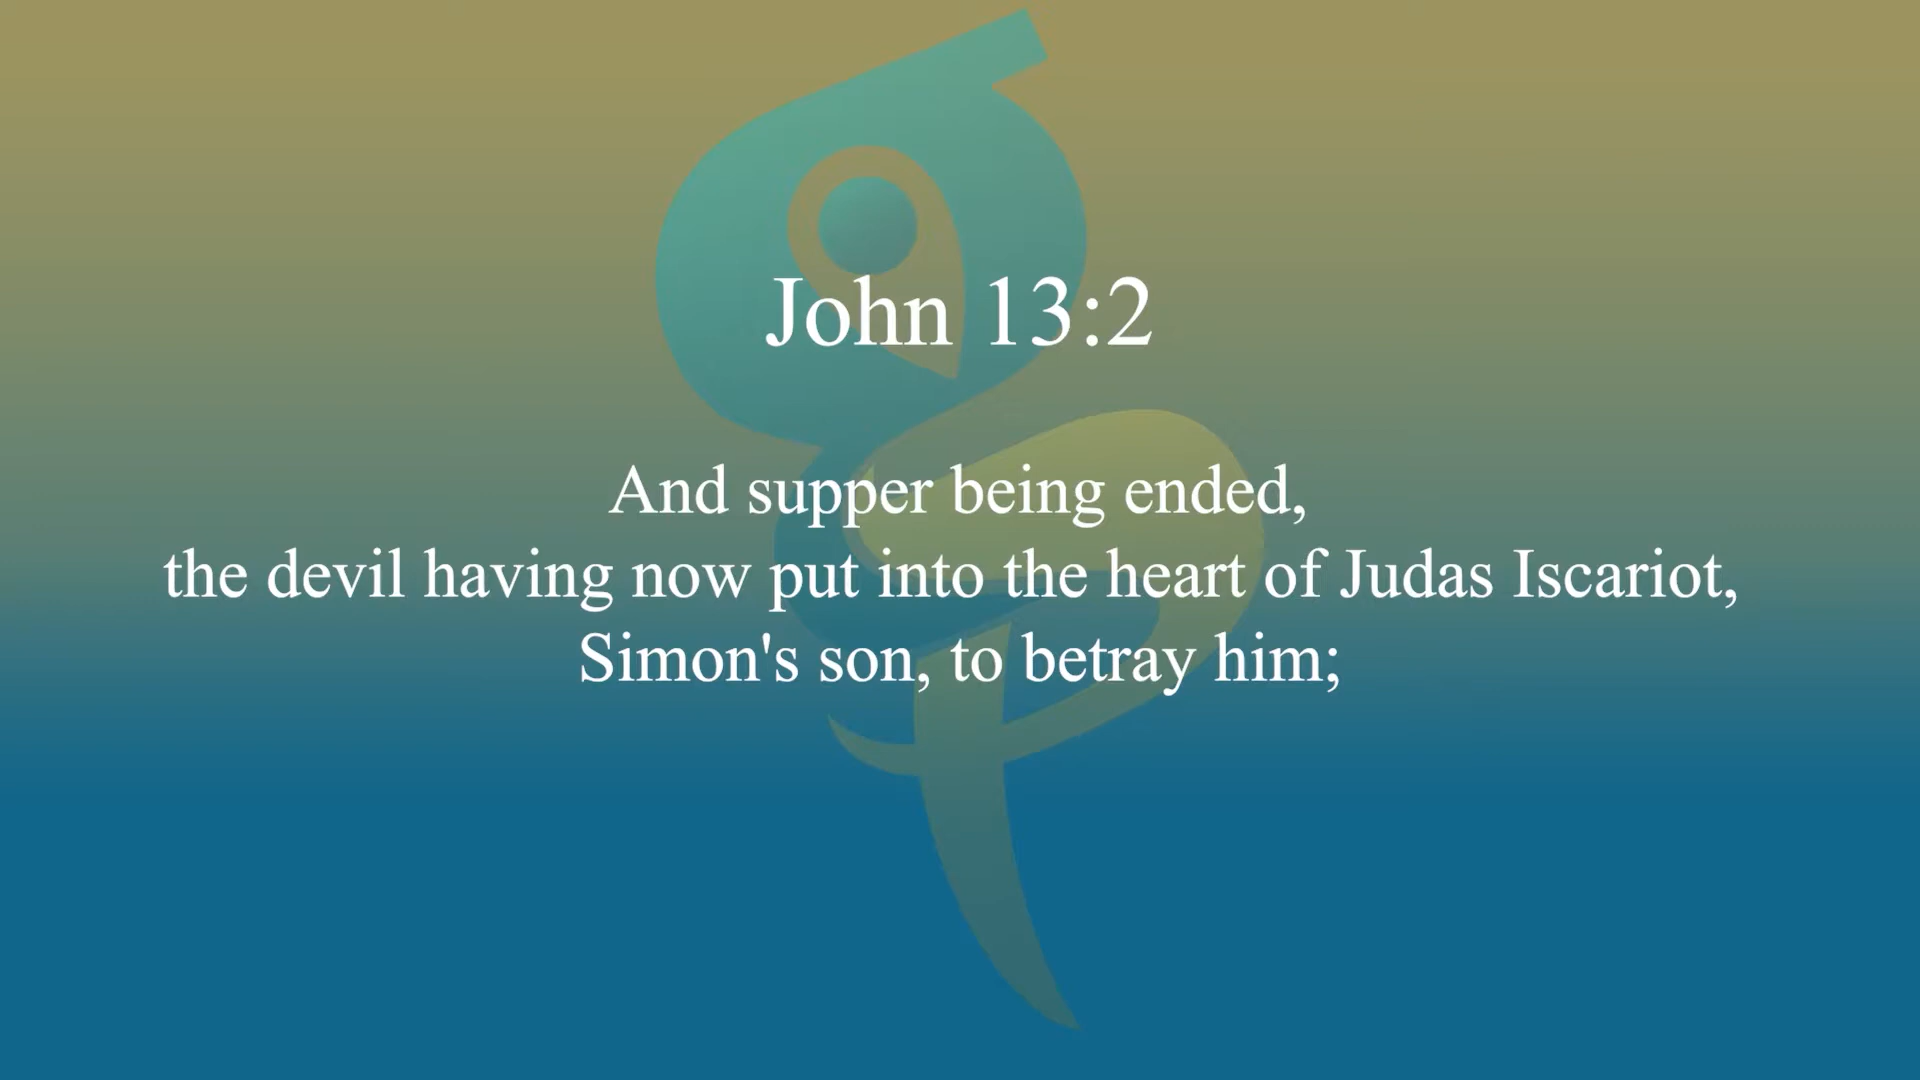 John 13:2
And supper being ended,
the devil having now put into the heart of Judas Iscariot,
Simon's son, to betray him;